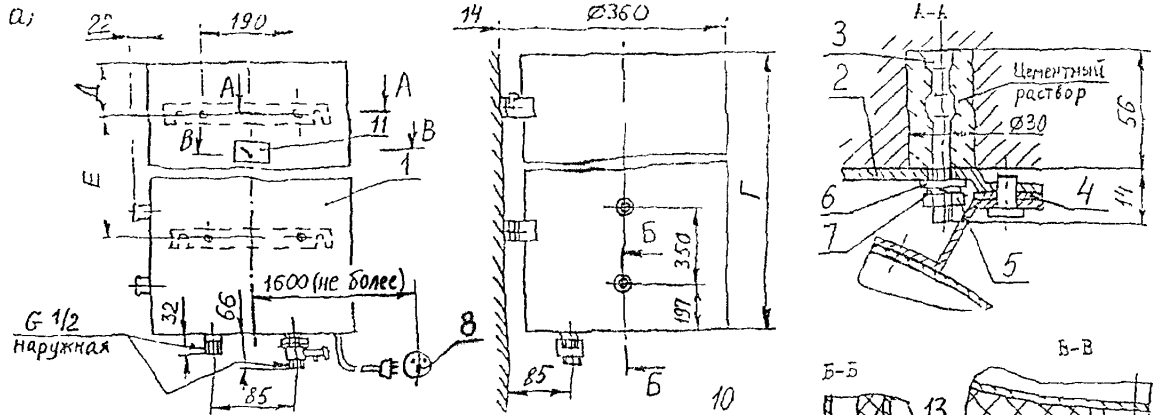 а;
22
190
14
Ø360
А-А
3
2
Цементный
раствор
Ø30
56
14
6
7
4
5
Д
А
А
11
В
В
1
Е
1600 (не более)
32
66
G 1/2
наружная
85
8
Г
Б
350
197
85
Б
10
Б-Б
13
В-В